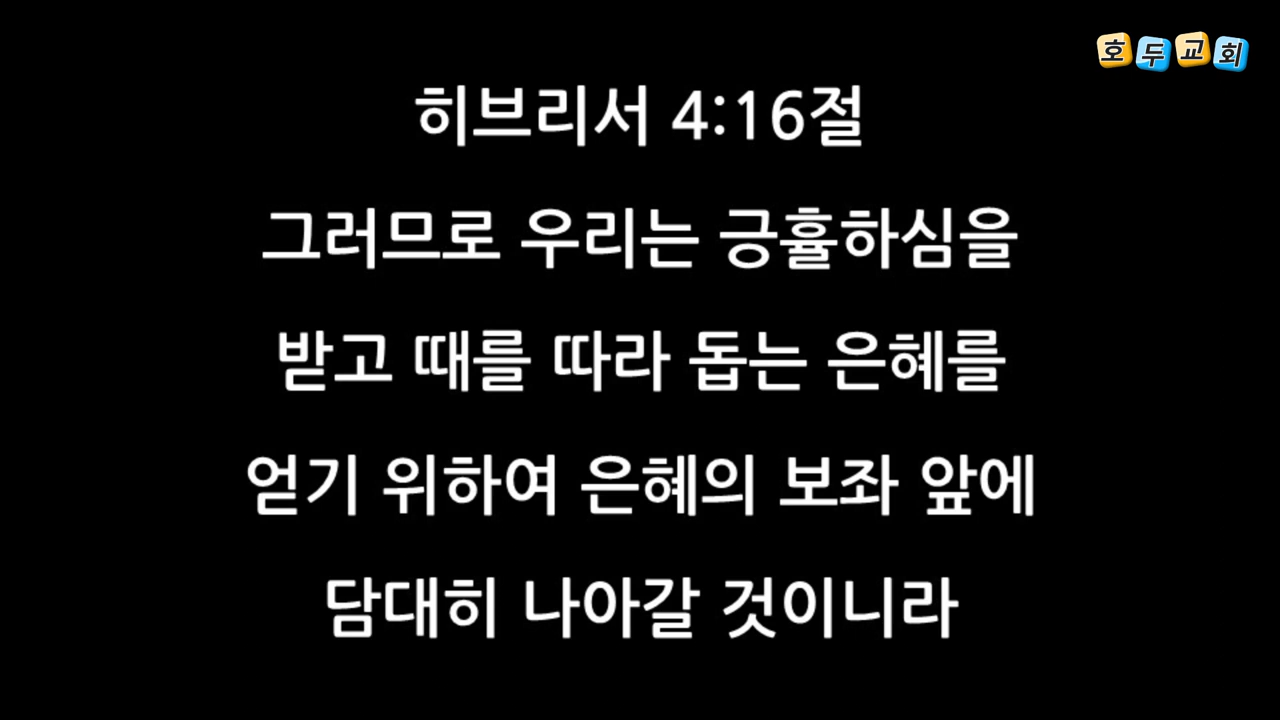 호두교회
히브리서 4:16절
그러므로 우리는 긍휼하심을
받고 때를 따라 돕는 은혜를
얻기 위하여 은혜의 보좌 앞에
담대히 나아갈 것이니라